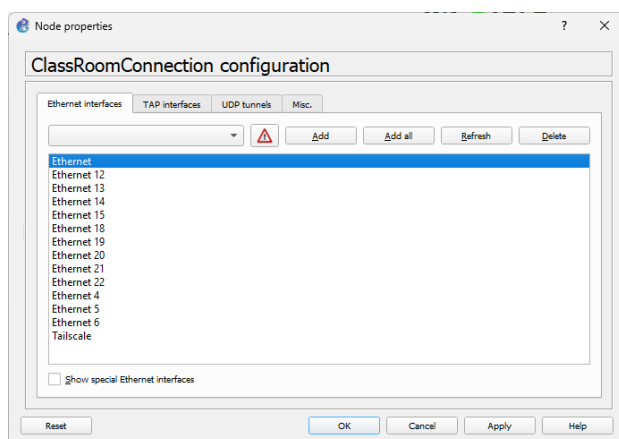 Node properties
?
ClassRoomConnection configuration
Ethernet interfaces TAP interfaces UDP tunnels Misc.
Add Add all Refresh Delete
Ethernet
Ethernet 12
Ethernet 13
Ethernet 14
Ethernet 15
Ethernet 18
Ethernet 19
Ethernet 20
Ethernet 21
Ethernet 22
Ethernet 4
Ethernet 5
Ethernet 6
Tailscale
Show special Ethernet interfaces
Reset OK Cancel Apply Help